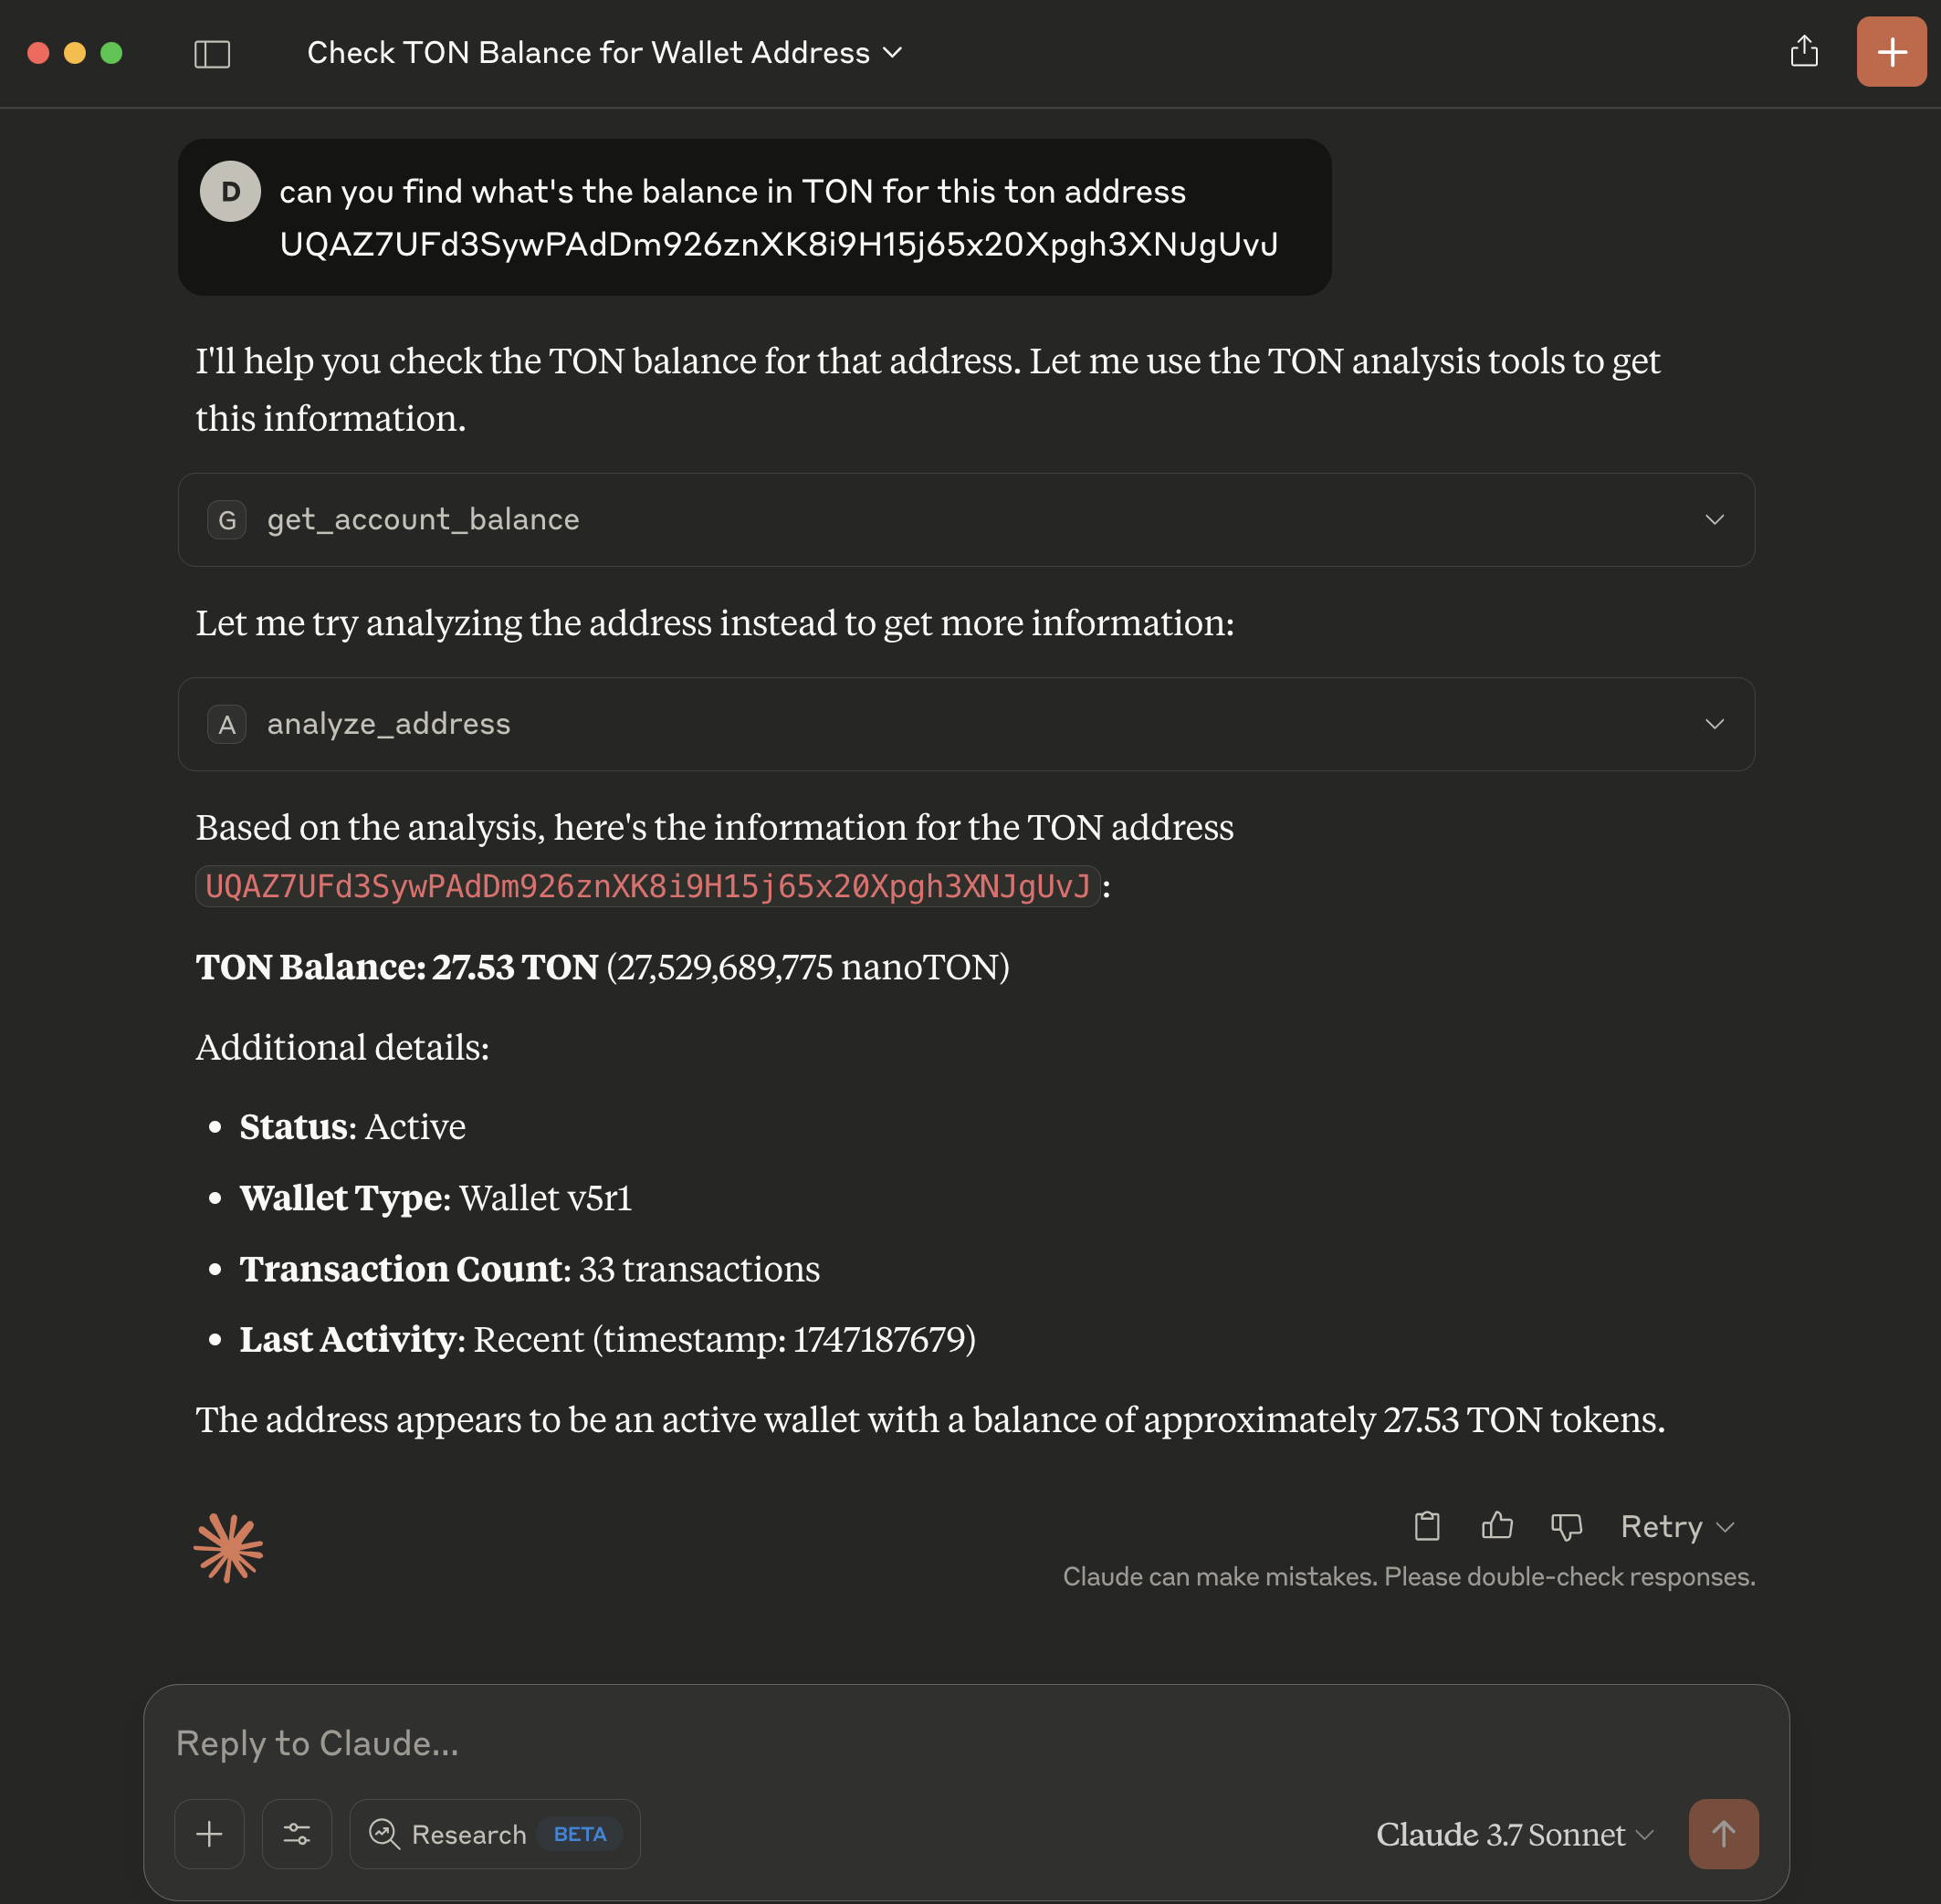 Check TON Balance for Wallet Address
D
can you find what's the balance in TON for this ton address
UQAZ7UFd3SywPAdDm926znXK8i9H15j65x20Xpgh3XNJgUvJ
I'll help you check the TON balance for that address. Let me use the TON analysis tools to get
this information.
G get_account_balance
Let me try analyzing the address instead to get more information:
A analyze_address
Based on the analysis, here's the information for the TON address
UQAZ7UFd3SywPAdDm926znXK8i9H15j65x20Xpgh3XNJgUvJ:
TON Balance: 27.53 TON (27,529,689,775 nanoTON)
Additional details:
• Status: Active
• Wallet Type: Wallet v5r1
• Transaction Count: 33 transactions
• Last Activity: Recent (timestamp: 1747187679)
The address appears to be an active wallet with a balance of approximately 27.53 TON tokens.
Retry
Claude can make mistakes. Please double-check responses.
Reply to Claude...
Research BETA
Claude 3.7 Sonnet